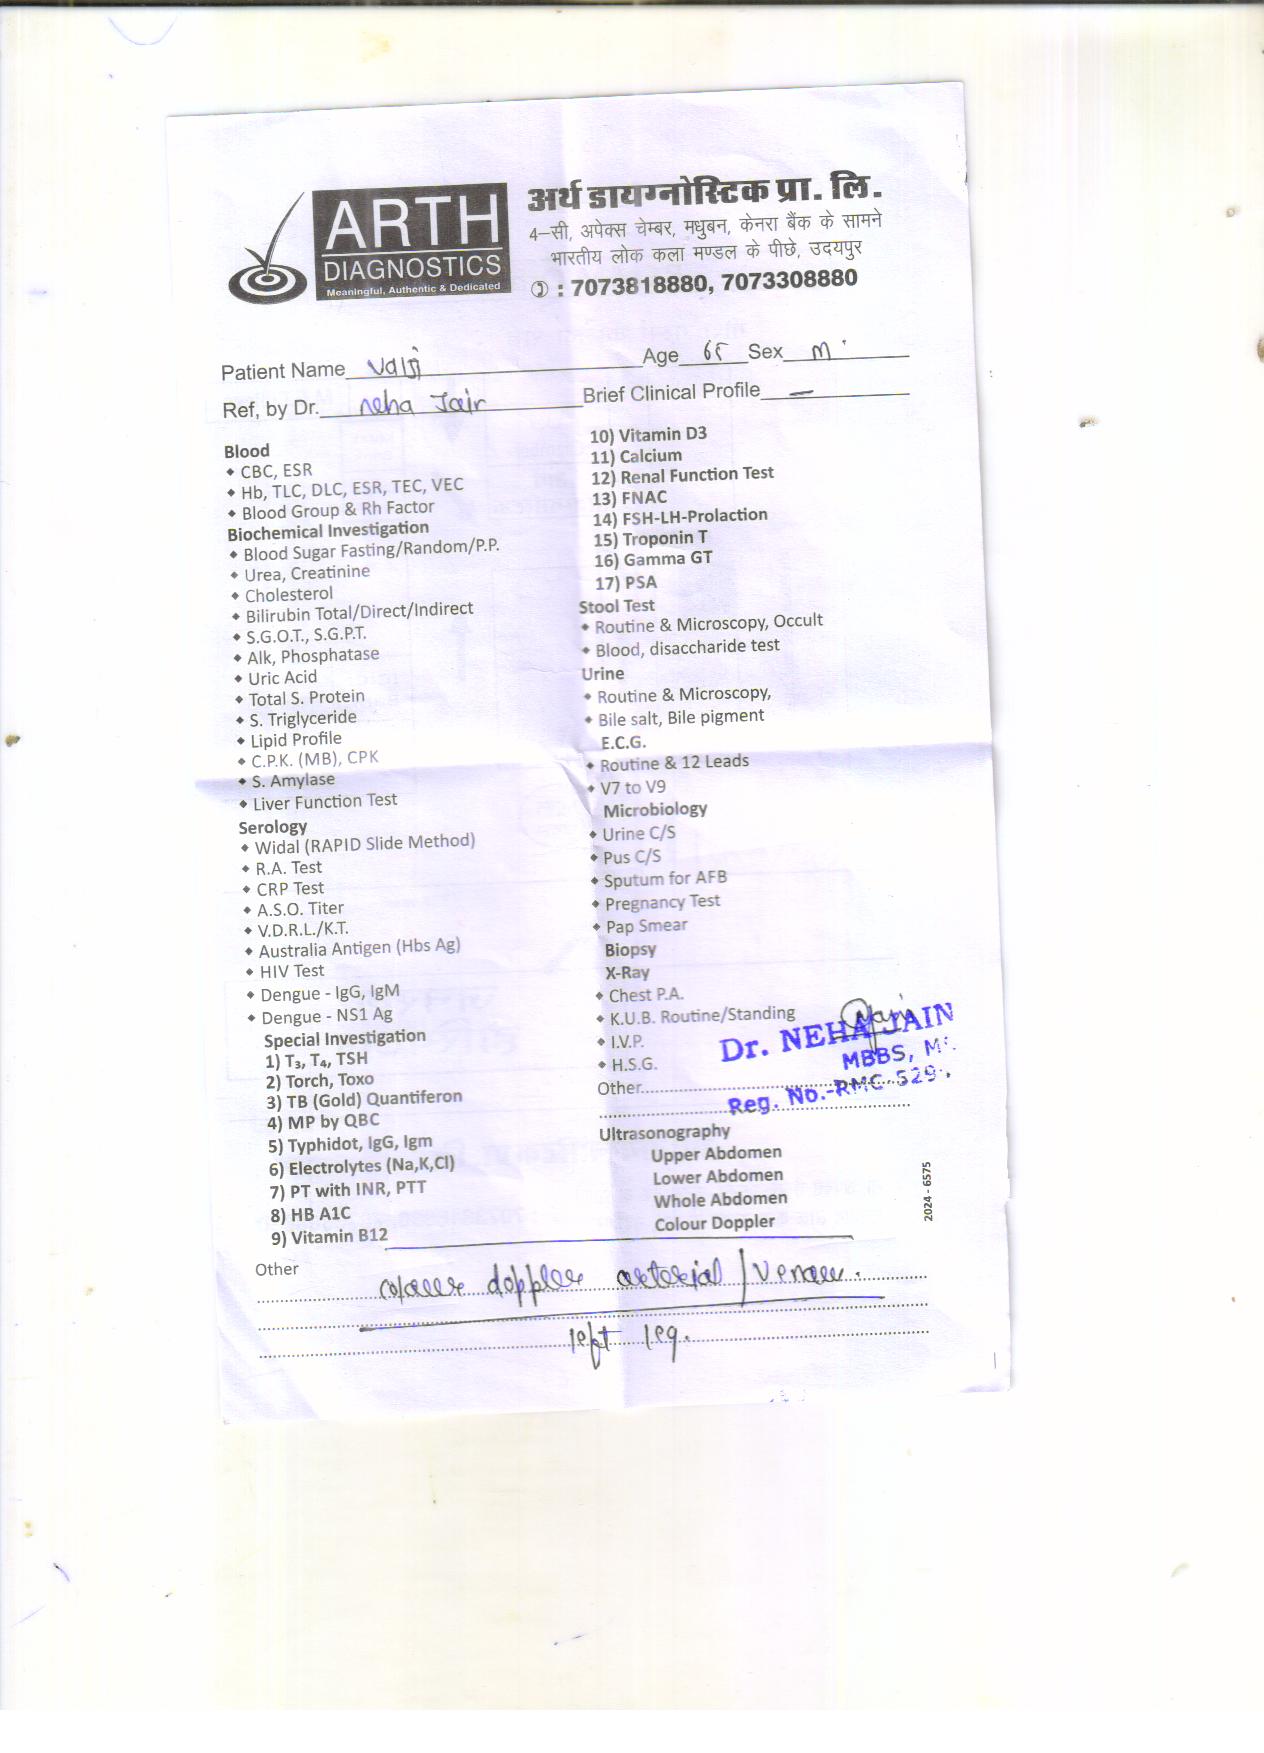 ARTH
DIAGNOSTICS
Meaningful, Authentic & Dedicated
अर्थ डायग्नोस्टिक प्रा. लि.
4–सी, अपेक्स चेम्बर, मधुबन, केनरा बैंक के सामने
भारतीय लोक कला मण्डल के पीछे, उदयपुर
: 7073818880, 7073308880
Patient Name Valji Age 65 Sex M
Ref, by Dr. Neha Jain Brief Clinical Profile —
Blood
CBC, ESR
Hb, TLC, DLC, ESR, TEC, VEC
Blood Group & Rh Factor
Biochemical Investigation
Blood Sugar Fasting/Random/P.P.
Urea, Creatinine
Cholesterol
Bilirubin Total/Direct/Indirect
S.G.O.T., S.G.P.T.
Alk, Phosphatase
Uric Acid
Total S. Protein
S. Triglyceride
Lipid Profile
C.P.K. (MB), CPK
S. Amylase
Liver Function Test
Serology
Widal (RAPID Slide Method)
R.A. Test
CRP Test
A.S.O. Titer
V.D.R.L./K.T.
Australia Antigen (Hbs Ag)
HIV Test
Dengue - IgG, IgM
Dengue - NS1 Ag
Special Investigation
1) T₃, T₄, TSH
2) Torch, Toxo
3) TB (Gold) Quantiferon
4) MP by QBC
5) Typhidot, IgG, Igm
6) Electrolytes (Na,K,Cl)
7) PT with INR, PTT
8) HB A1C
9) Vitamin B12
10) Vitamin D3
11) Calcium
12) Renal Function Test
13) FNAC
14) FSH-LH-Prolaction
15) Troponin T
16) Gamma GT
17) PSA
Stool Test
Routine & Microscopy, Occult
Blood, disaccharide test
Urine
Routine & Microscopy,
Bile salt, Bile pigment
E.C.G.
Routine & 12 Leads
V7 to V9
Microbiology
Urine C/S
Pus C/S
Sputum for AFB
Pregnancy Test
Pap Smear
Biopsy
X-Ray
Chest P.A.
K.U.B. Routine/Standing
I.V.P.
H.S.G.
Other
Dr. NEHA JAIN
MBBS,
Reg. No.-RMC
Ultrasonography
Upper Abdomen
Lower Abdomen
Whole Abdomen
Colour Doppler
2024 - 6575
Other
colour doppler arterial / venous.
left leg.